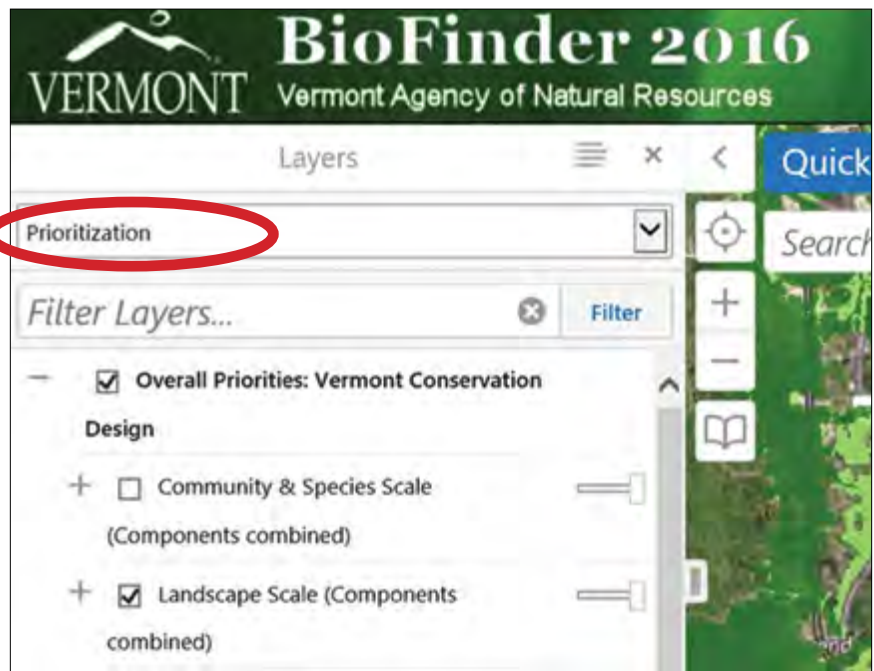 BioFinder 2016
VERMONT
Vermont Agency of Natural Resources
Layers
Quick
Prioritization
Search
Filter Layers...
Filter
Overall Priorities: Vermont Conservation
Design
Community & Species Scale
(Components combined)
Landscape Scale (Components
combined)